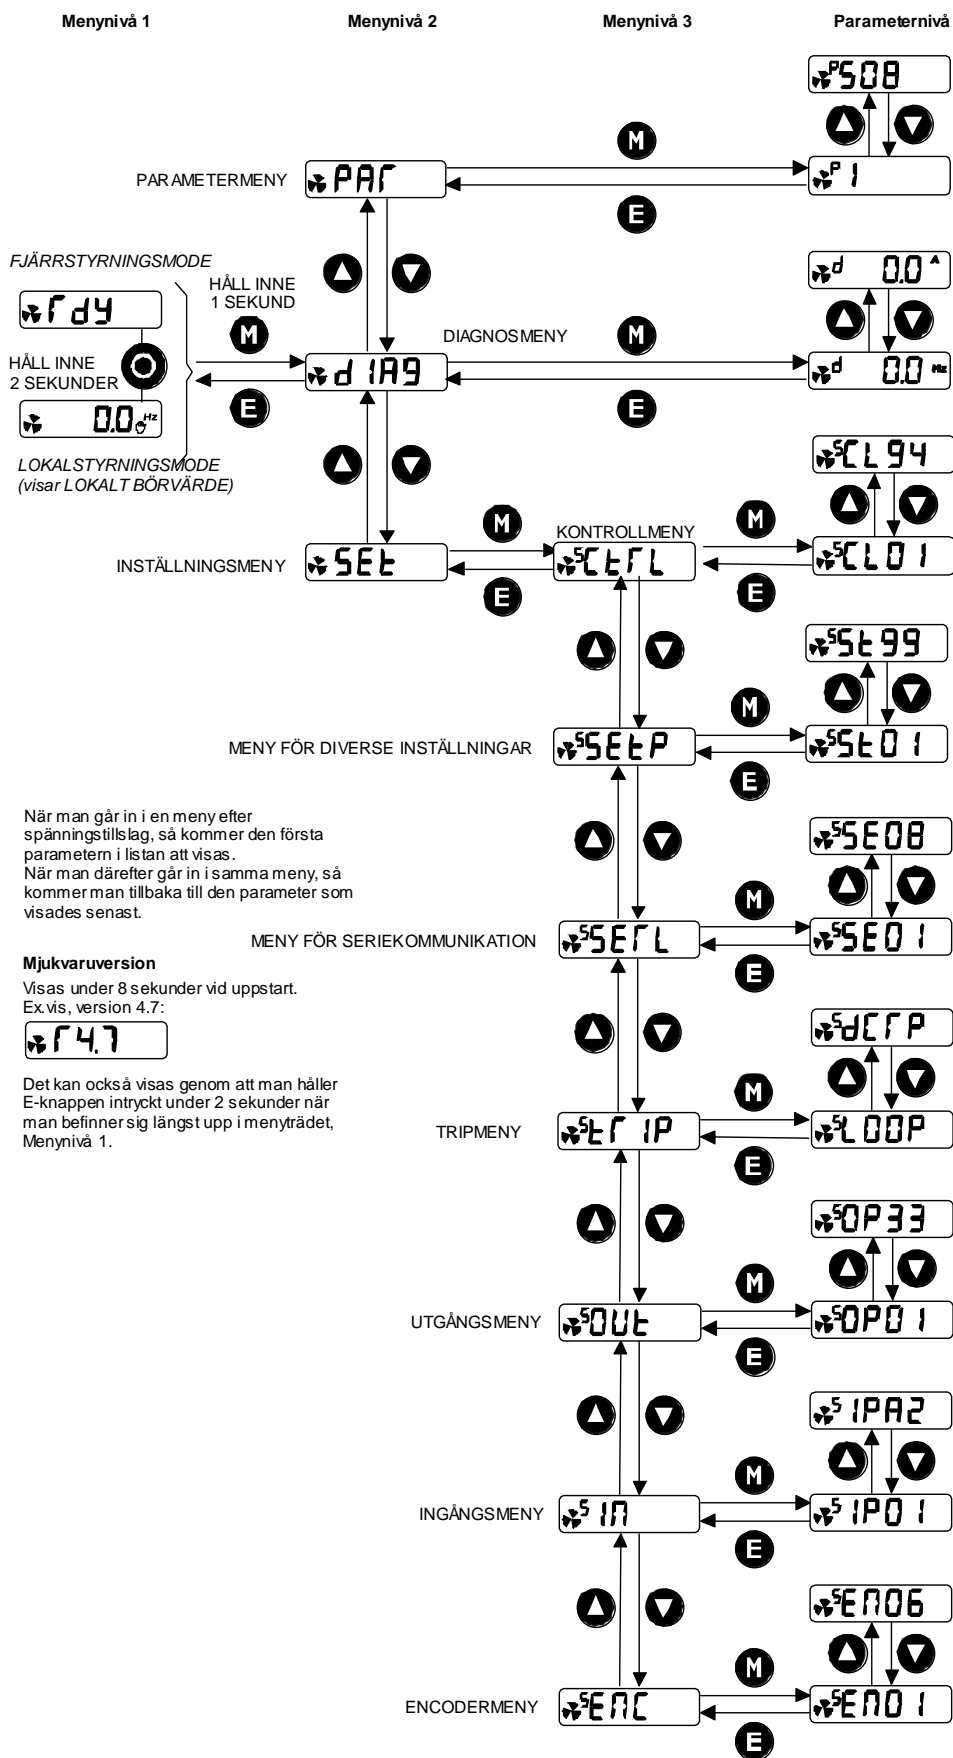 Menynivå 1 Menynivå 2 Menynivå 3 Parameternivå
P S08
M
PARAMETERMENY PAr P 1
E
FJÄRRSTYRNINGSMODE
d 0.0 A
HÅLL INNE
1 SEKUND
rdY
M
DIAGNOSMENY
M
HÅLL INNE
2 SEKUNDER
dIAg
d 0.0 Hz
E
E
0.0 Hz
LOKALSTYRNINGSMODE
(visar LOKALT BÖRVÄRDE)
S CL94
M
KONTROLLMENY
M
INSTÄLLNINGSMENY SEt S CtrL S CL01
E
E
S St99
M
MENY FÖR DIVERSE INSTÄLLNINGAR S SEtP S St01
E
När man går in i en meny efter
spänningstillslag, så kommer den första
parametern i listan att visas.
När man därefter går in i samma meny, så
kommer man tillbaka till den parameter som
visades senast.
S SE08
M
MENY FÖR SERIEKOMMUNIKATION S SErL S SE01
E
Mjukvaruversion
Visas under 8 sekunder vid uppstart.
Ex.vis, version 4.7:
r4.7
Det kan också visas genom att man håller
E-knappen intryckt under 2 sekunder när
man befinner sig längst upp i menyträdet,
Menynivå 1.
S dCrP
M
TRIPMENY S trIP S LOOP
E
S OP33
M
UTGÅNGSMENY S OUt S OP01
E
S IPA2
M
INGÅNGSMENY S In S IP01
E
S En06
M
ENCODERMENY S EnC S En01
E